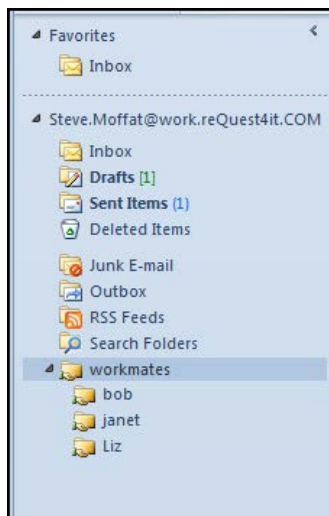 Favorites
Inbox
Steve.Moffat@work.reQuest4it.COM
Inbox
Drafts [1]
Sent Items (1)
Deleted Items
Junk E-mail
Outbox
RSS Feeds
Search Folders
workmates
bob
janet
Liz